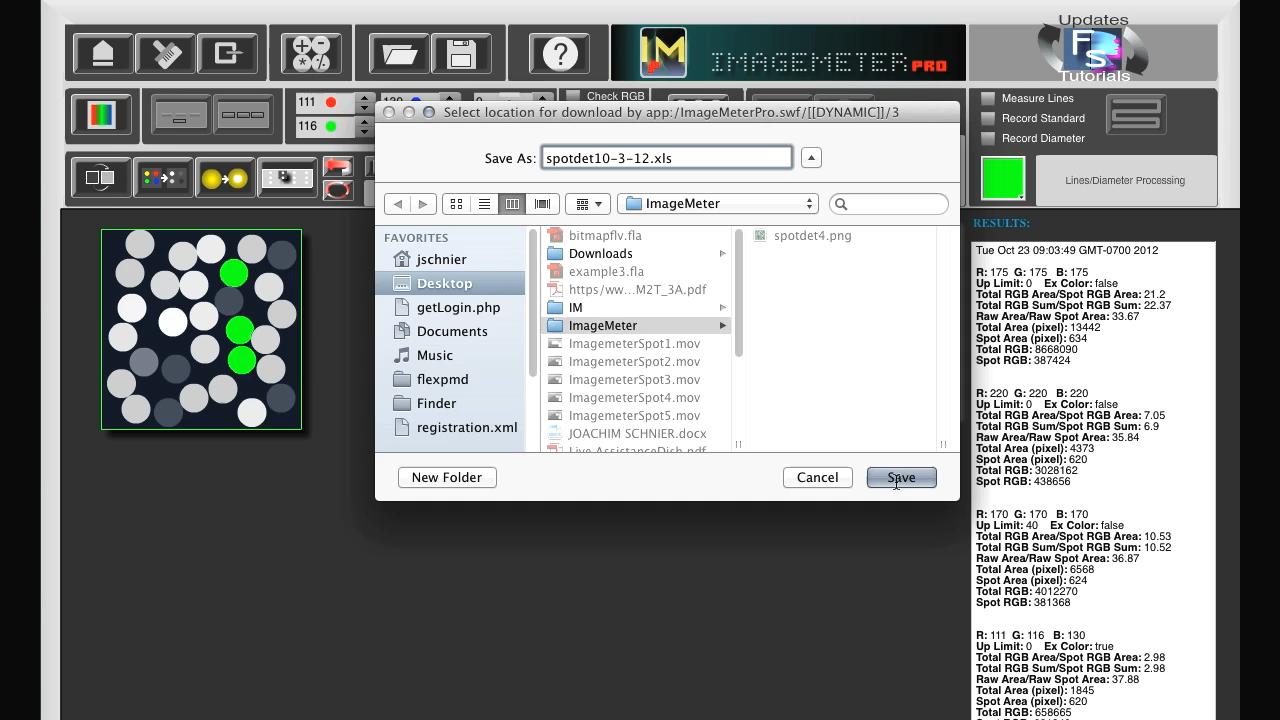 Updates
FS
Tutorials
IM
IMAGEMETER PRO
?
111
116
Check RGB
Measure Lines
Record Standard
Record Diameter
Lines/Diameter Processing
Select location for download by app:/ImageMeterPro.swf/[[DYNAMIC]]/3
Save As: spotdet10-3-12.xls
ImageMeter
FAVORITES
jschnier
Desktop
getLogin.php
Documents
Music
flexpmd
Finder
registration.xml
bitmapflv.fla
Downloads
example3.fla
https/ww...M2T_3A.pdf
IM
ImageMeter
ImagemeterSpot1.mov
ImagemeterSpot2.mov
ImagemeterSpot3.mov
ImagemeterSpot4.mov
ImagemeterSpot5.mov
JOACHIM SCHNIER.docx
Live AssistanceDish.pdf
spotdet4.png
New Folder
Cancel
Save
RESULTS:
Tue Oct 23 09:03:49 GMT-0700 2012
R: 175 G: 175 B: 175
Up Limit: 0 Ex Color: false
Total RGB Area/Spot RGB Area: 21.2
Total RGB Sum/Spot RGB Sum: 22.37
Raw Area/Raw Spot Area: 33.67
Total Area (pixel): 13442
Spot Area (pixel): 634
Total RGB: 8668090
Spot RGB: 387424
R: 220 G: 220 B: 220
Up Limit: 0 Ex Color: false
Total RGB Area/Spot RGB Area: 7.05
Total RGB Sum/Spot RGB Sum: 6.9
Raw Area/Raw Spot Area: 35.84
Total Area (pixel): 4373
Spot Area (pixel): 620
Total RGB: 3028162
Spot RGB: 438656
R: 170 G: 170 B: 170
Up Limit: 40 Ex Color: false
Total RGB Area/Spot RGB Area: 10.53
Total RGB Sum/Spot RGB Sum: 10.52
Raw Area/Raw Spot Area: 36.87
Total Area (pixel): 6568
Spot Area (pixel): 624
Total RGB: 4012270
Spot RGB: 381368
R: 111 G: 116 B: 130
Up Limit: 0 Ex Color: true
Total RGB Area/Spot RGB Area: 2.98
Total RGB Sum/Spot RGB Sum: 2.98
Raw Area/Raw Spot Area: 37.88
Total Area (pixel): 1845
Spot Area (pixel): 620
Total RGB: 658665